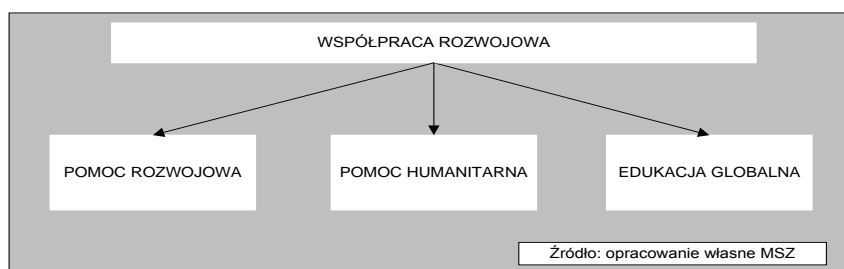 WSPÓŁPRACA ROZWOJOWA
POMOC ROZWOJOWA
POMOC HUMANITARNA
EDUKACJA GLOBALNA
Źródło: opracowanie własne MSZ